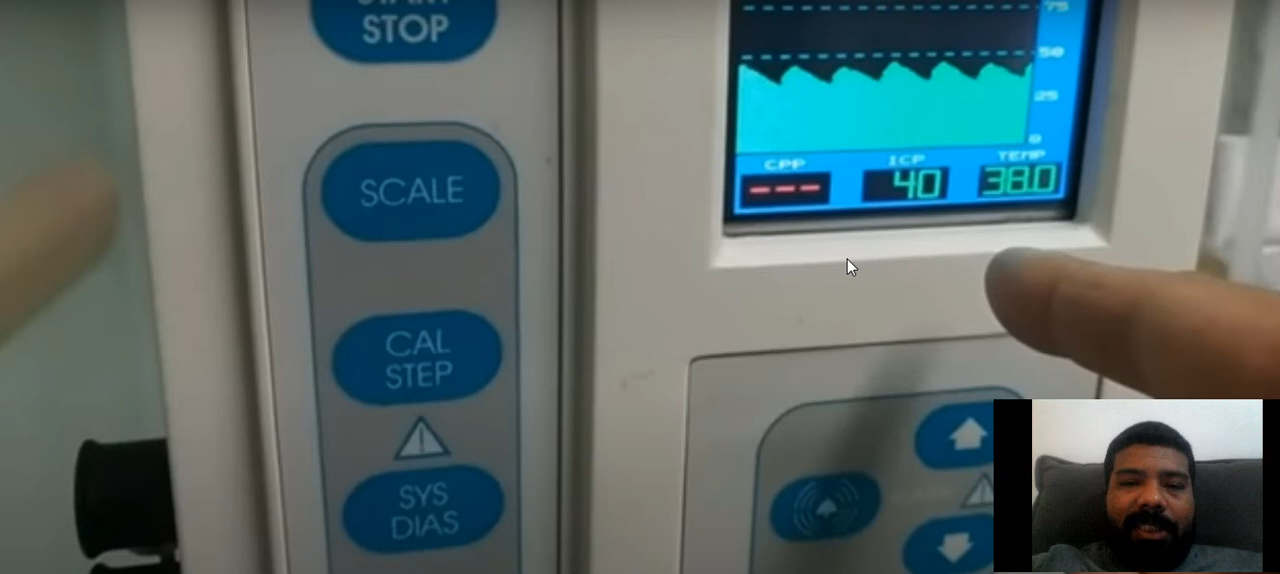 STOP
SCALE
CAL
STEP
SYS
DIAS
75
50
25
0
CPP ICP TEMP
--- 40 38.0